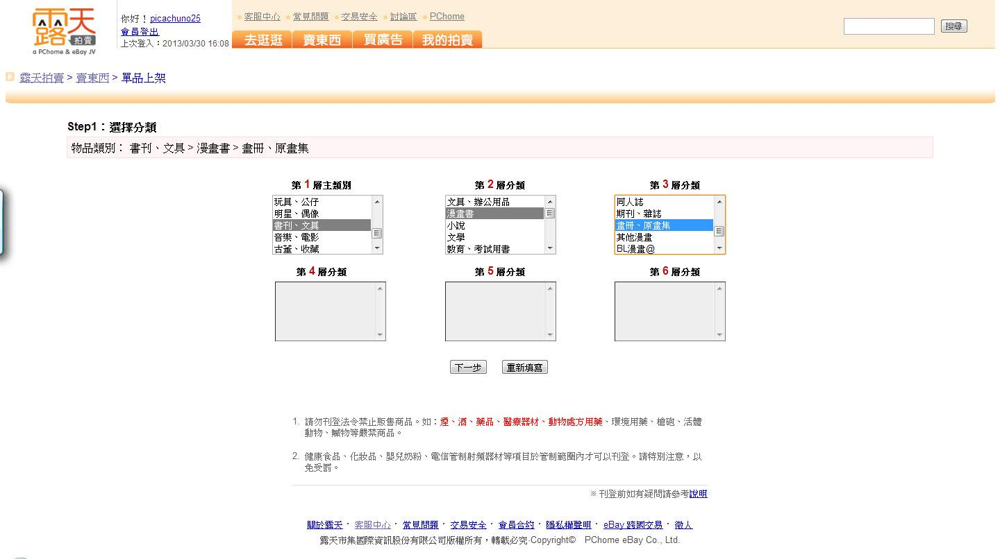 露天拍賣
a PChome & eBay JV
你好！picachuno25
會員登出
上次登入：2013/03/30 16:08
客服中心 常見問題 交易安全 討論區 PChome
去逛逛 賣東西 買廣告 我的拍賣
搜尋
露天拍賣 > 賣東西 > 單品上架
Step1：選擇分類
物品類別： 書刊、文具 > 漫畫書 > 畫冊、原畫集
第 1 層主類別
玩具、公仔
明星、偶像
書刊、文具
音樂、電影
古董、收藏
第 2 層分類
文具、辦公用品
漫畫書
小說
文學
教育、考試用書
第 3 層分類
同人誌
期刊、雜誌
畫冊、原畫集
其他漫畫
BL漫畫@
第 4 層分類
第 5 層分類
第 6 層分類
下一步 重新填寫
1. 請勿刊登法令禁止販售商品。如：煙、酒、藥品、醫療器材、動物處方用藥、環境用藥、槍砲、活體
動物、贓物等嚴禁商品。
2. 健康食品、化妝品、嬰兒奶粉、電信管制射頻器材等項目於管制範圍內才可以刊登。請特別注意，以
免受罰。
※ 刊登前如有疑問請參考說明
關於露天 · 客服中心 · 常見問題 · 交易安全 · 會員合約 · 隱私權聲明 · eBay 跨國交易 · 徵人
露天市集國際資訊股份有限公司版權所有，轉載必究‧Copyright© PChome eBay Co., Ltd.